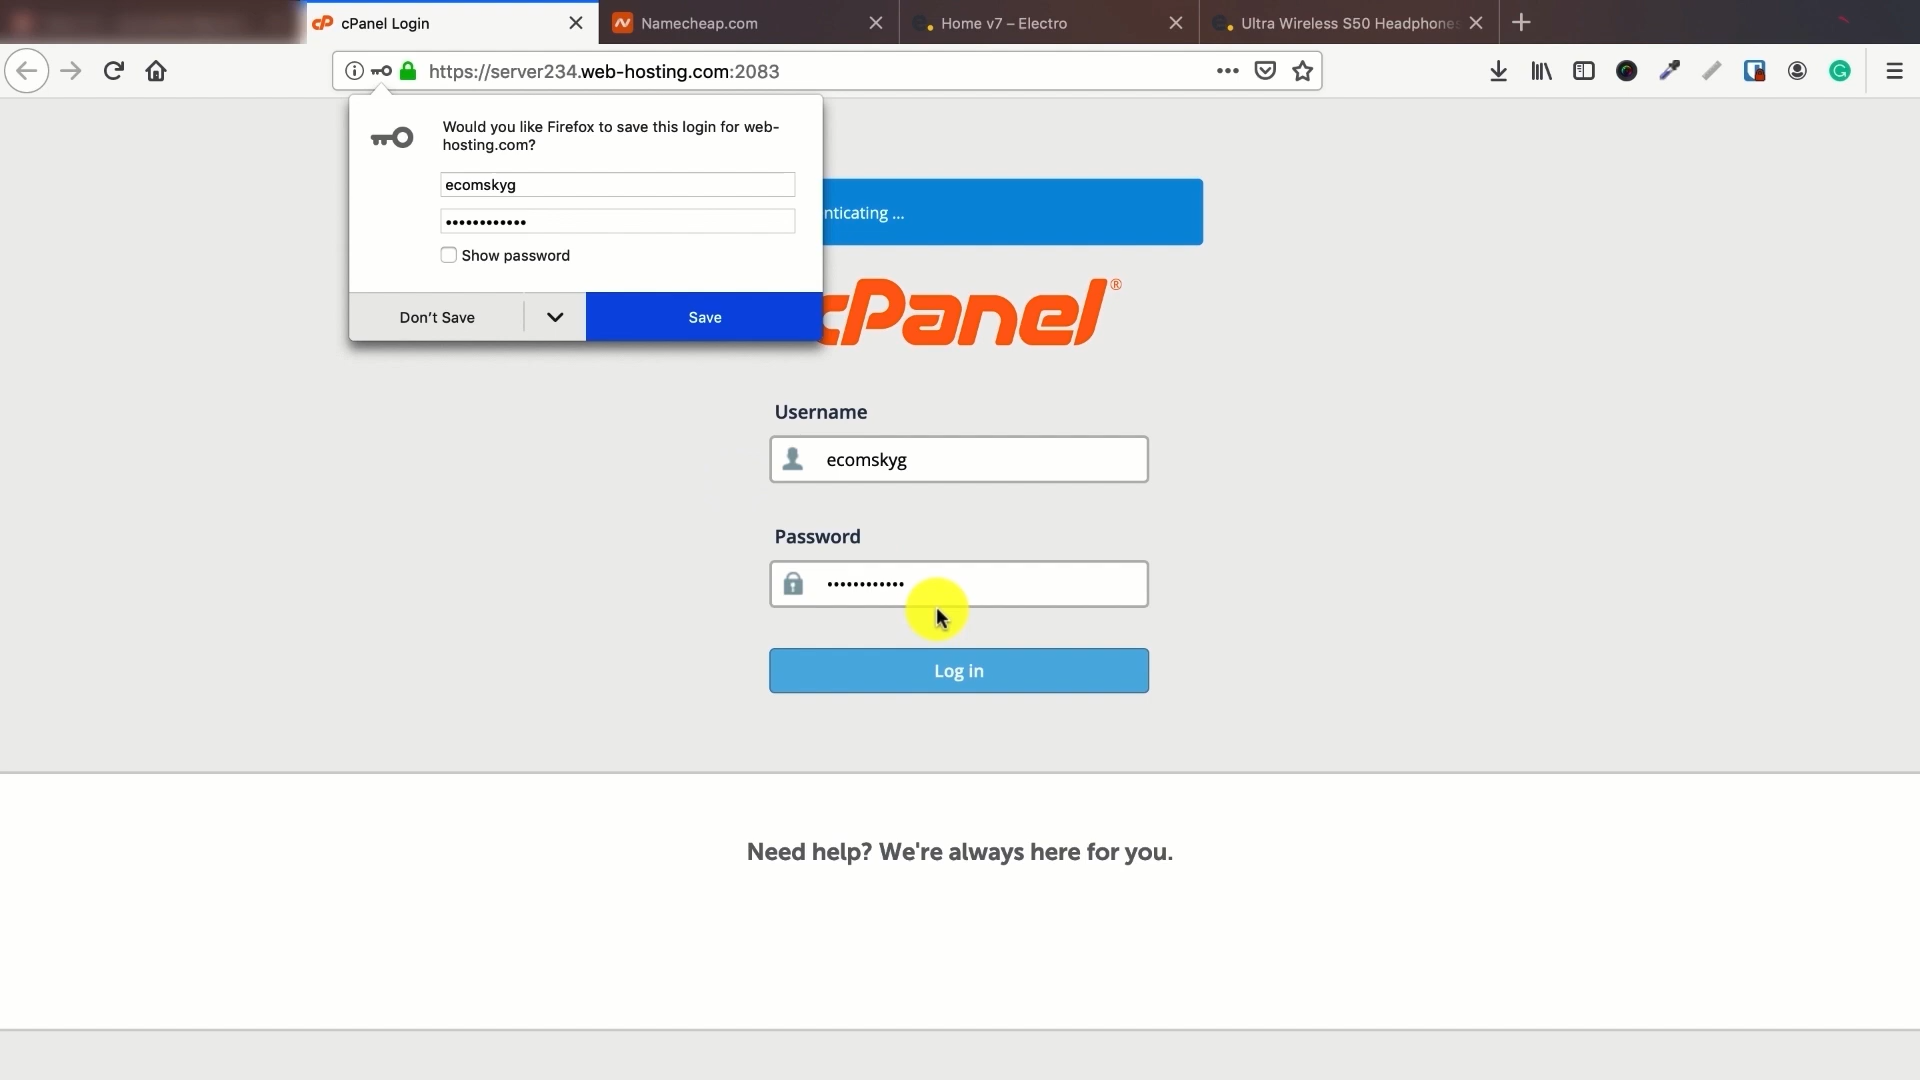 cPanel Login
Namecheap.com
Home v7 – Electro
Ultra Wireless S50 Headphones
https://server234.web-hosting.com:2083
Would you like Firefox to save this login for web-
hosting.com?
ecomskyg
••••••••••••
Show password
Don't Save
Save
nticating ...
cPanel®
Username
ecomskyg
Password
••••••••••••
Log in
Need help? We're always here for you.